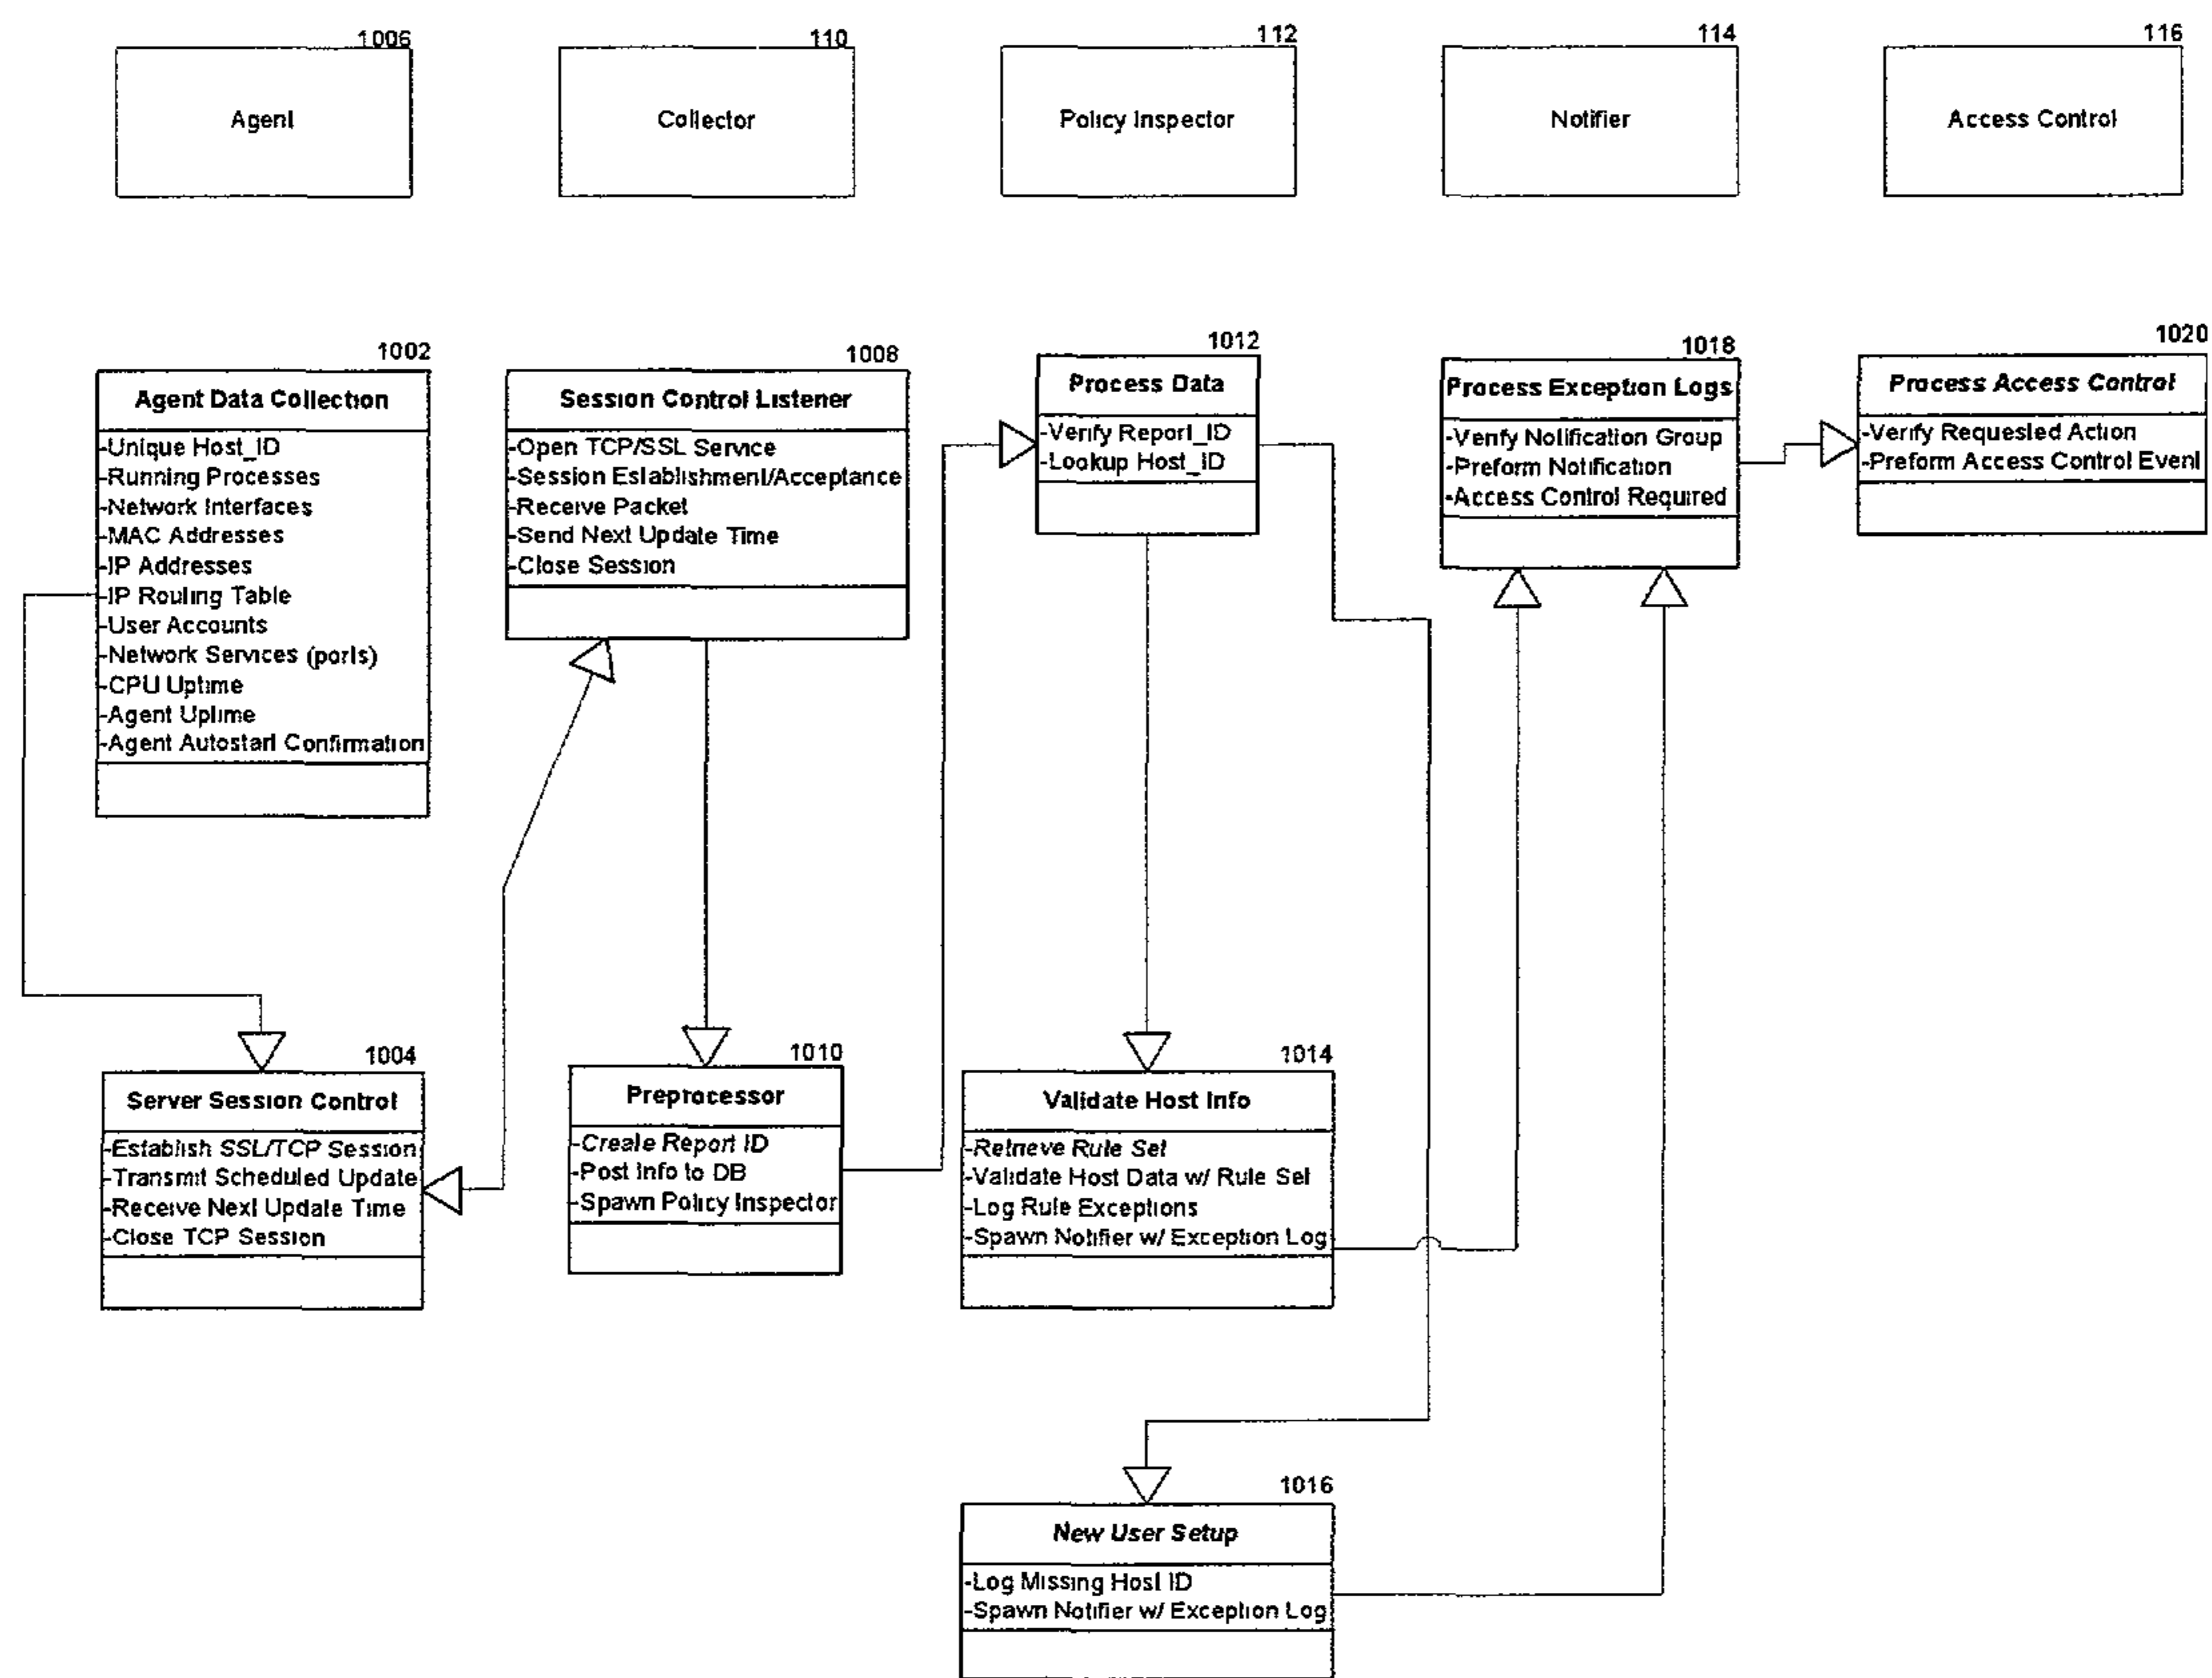 1006
Agent
110
Collector
112
Policy Inspector
114
Notifier
116
Access Control
1002
Agent Data Collection
-Unique Host_ID
-Running Processes
-Network Interfaces
-MAC Addresses
-IP Addresses
-IP Routing Table
-User Accounts
-Network Services (ports)
-CPU Uptime
-Agent Uptime
-Agent Autostart Confirmation
1008
Session Control Listener
-Open TCP/SSL Service
-Session Establishment/Acceptance
-Receive Packet
-Send Next Update Time
-Close Session
1012
Process Data
-Verify Report_ID
-Lookup Host_ID
1018
Process Exception Logs
-Verify Notification Group
-Preform Notification
-Access Control Required
1020
Process Access Control
-Verify Requested Action
-Preform Access Control Event
1004
Server Session Control
-Establish SSL/TCP Session
-Transmit Scheduled Update
-Receive Next Update Time
-Close TCP Session
1010
Preprocessor
-Create Report ID
-Post Info to DB
-Spawn Policy Inspector
1014
Validate Host Info
-Retrieve Rule Set
-Validate Host Data w/ Rule Set
-Log Rule Exceptions
-Spawn Notifier w/ Exception Log
1016
New User Setup
-Log Missing Host ID
-Spawn Notifier w/ Exception Log